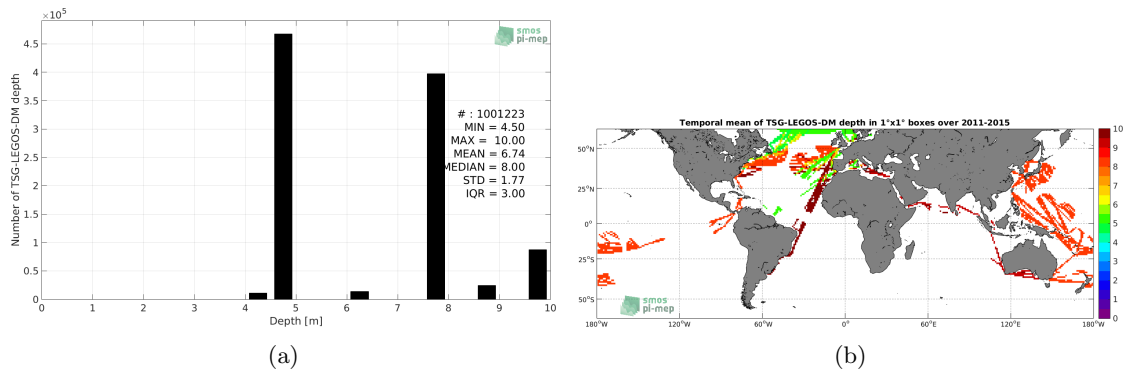 ×10⁵
4.5
4
3.5
3
2.5
2
1.5
1
0.5
0
Number of TSG-LEGOS-DM depth
smos
pi-mep
# : 1001223
MIN = 4.50
MAX = 10.00
MEAN = 6.74
MEDIAN = 8.00
STD = 1.77
IQR = 3.00
0 1 2 3 4 5 6 7 8 9 10
Depth [m]
(a)
Temporal mean of TSG-LEGOS-DM depth in 1°x1° boxes over 2011-2015
50°N
25°N
0°
25°S
50°S
smos
pi-mep
180°W 120°W 60°W 0° 60°E 120°E 180°W
10
9
8
7
6
5
4
3
2
1
0
(b)